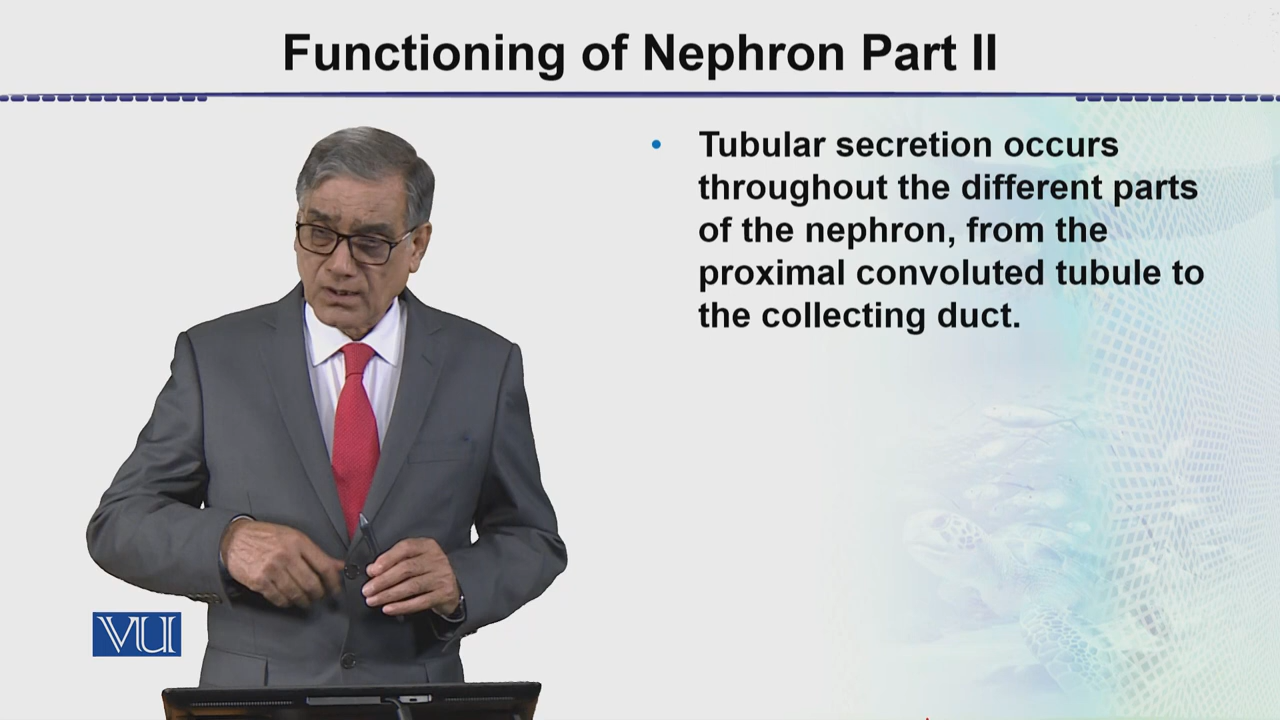 Functioning of Nephron Part II
• Tubular secretion occurs
throughout the different parts
of the nephron, from the
proximal convoluted tubule to
the collecting duct.
VU